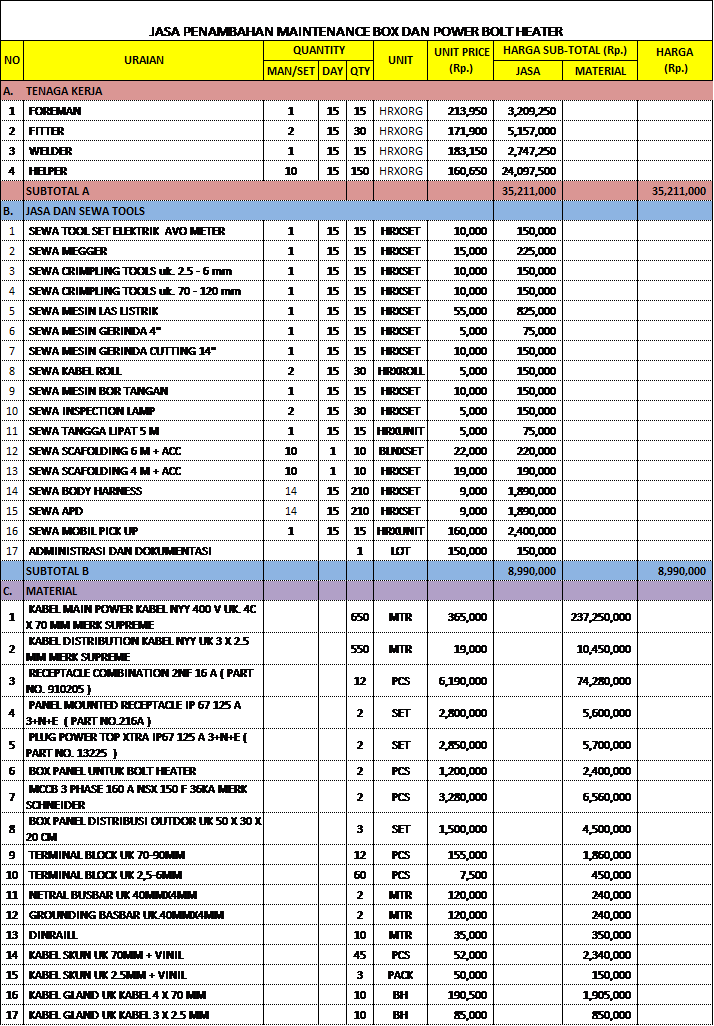 JASA PENAMBAHAN MAINTENANCE BOX DAN POWER BOLT HEATER
NO URAIAN QUANTITY UNIT UNIT PRICE (Rp.) HARGA SUB-TOTAL (Rp.) HARGA (Rp.)
MAN/SET DAY QTY JASA MATERIAL
A. TENAGA KERJA
1 FOREMAN 1 15 15 HRXORG 213,950 3,209,250
2 FITTER 2 15 30 HRXORG 171,900 5,157,000
3 WELDER 1 15 15 HRXORG 183,150 2,747,250
4 HELPER 10 15 150 HRXORG 160,650 24,097,500
SUBTOTAL A 35,211,000 35,211,000
B. JASA DAN SEWA TOOLS
1 SEWA TOOL SET ELEKTRIK AVO METER 1 15 15 HRXSET 10,000 150,000
2 SEWA MEGGER 1 15 15 HRXSET 15,000 225,000
3 SEWA CRIMPLING TOOLS uk. 2.5 - 6 mm 1 15 15 HRXSET 10,000 150,000
4 SEWA CRIMPLING TOOLS uk. 70 - 120 mm 1 15 15 HRXSET 10,000 150,000
5 SEWA MESIN LAS LISTRIK 1 15 15 HRXSET 55,000 825,000
6 SEWA MESIN GERINDA 4" 1 15 15 HRXSET 5,000 75,000
7 SEWA MESIN GERINDA CUTTING 14" 1 15 15 HRXSET 10,000 150,000
8 SEWA KABEL ROLL 2 15 30 HRXROLL 5,000 150,000
9 SEWA MESIN BOR TANGAN 1 15 15 HRXSET 10,000 150,000
10 SEWA INSPECTION LAMP 2 15 30 HRXSET 5,000 150,000
11 SEWA TANGGA LIPAT 5 M 1 15 15 HRXUNIT 5,000 75,000
12 SEWA SCAFOLDING 6 M + ACC 10 1 10 BLNXSET 22,000 220,000
13 SEWA SCAFOLDING 4 M + ACC 10 1 10 HRXSET 19,000 190,000
14 SEWA BODY HARNESS 14 15 210 HRXSET 9,000 1,890,000
15 SEWA APD 14 15 210 HRXSET 9,000 1,890,000
16 SEWA MOBIL PICK UP 1 15 15 HRXUNIT 160,000 2,400,000
17 ADMINISTRASI DAN DOKUMENTASI 1 LOT 150,000 150,000
SUBTOTAL B 8,990,000 8,990,000
C. MATERIAL
1 KABEL MAIN POWER KABEL NYY 400 V UK. 4C 650 MTR 365,000 237,250,000
X 70 MM MERK SUPREME
2 KABEL DISTRIBUTION KABEL NYY UK 3 X 2.5 550 MTR 19,000 10,450,000
MM MERK SUPREME
3 RECEPTACLE COMBINATION 2NF 16 A ( PART 12 PCS 6,190,000 74,280,000
NO. 910205 )
4 PANEL MOUNTED RECEPTACLE IP 67 125 A 2 SET 2,800,000 5,600,000
3+N+E ( PART NO.216A )
5 PLUG POWER TOP XTRA IP67 125 A 3+N+E ( 2 SET 2,850,000 5,700,000
PART NO. 13225 )
6 BOX PANEL UNTUK BOLT HEATER 2 PCS 1,200,000 2,400,000
7 MCCB 3 PHASE 160 A NSX 150 F 36KA MERK 2 PCS 3,280,000 6,560,000
SCHNEIDER
8 BOX PANEL DISTRIBUSI OUTDOR UK 50 X 30 X 3 SET 1,500,000 4,500,000
20 CM
9 TERMINAL BLOCK UK 70-90MM 12 PCS 155,000 1,860,000
10 TERMINAL BLOCK UK 2,5-6MM 60 PCS 7,500 450,000
11 NETRAL BUSBAR UK 40MMX4MM 2 MTR 120,000 240,000
12 GROUNDING BASBAR UK.40MMX4MM 2 MTR 120,000 240,000
13 DINRAILL 10 MTR 35,000 350,000
14 KABEL SKUN UK 70MM + VINIL 45 PCS 52,000 2,340,000
15 KABEL SKUN UK 2.5MM + VINIL 3 PACK 50,000 150,000
16 KABEL GLAND UK KABEL 4 X 70 MM 10 BH 190,500 1,905,000
17 KABEL GLAND UK KABEL 3 X 2.5 MM 10 BH 85,000 850,000